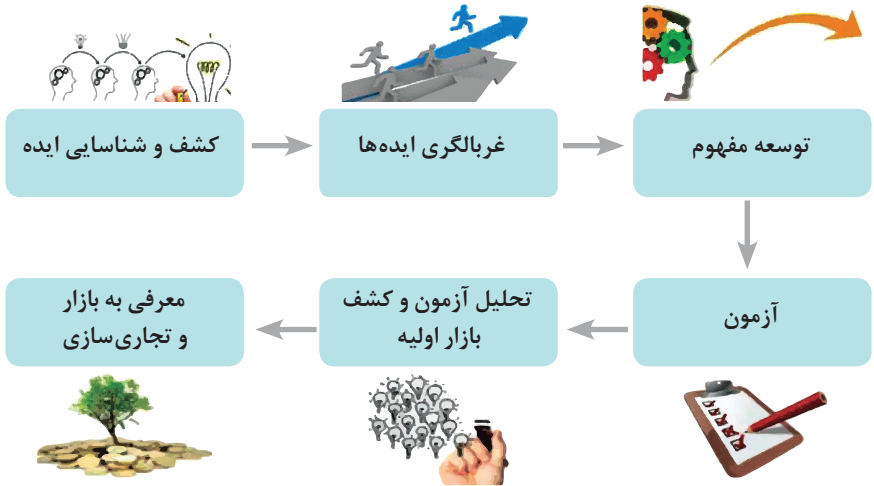 کشف و شناسایی ایده
غربالگری ایده‌ها
توسعه مفهوم
آزمون
تحلیل آزمون و کشف
بازار اولیه
معرفی به بازار
و تجاری‌سازی